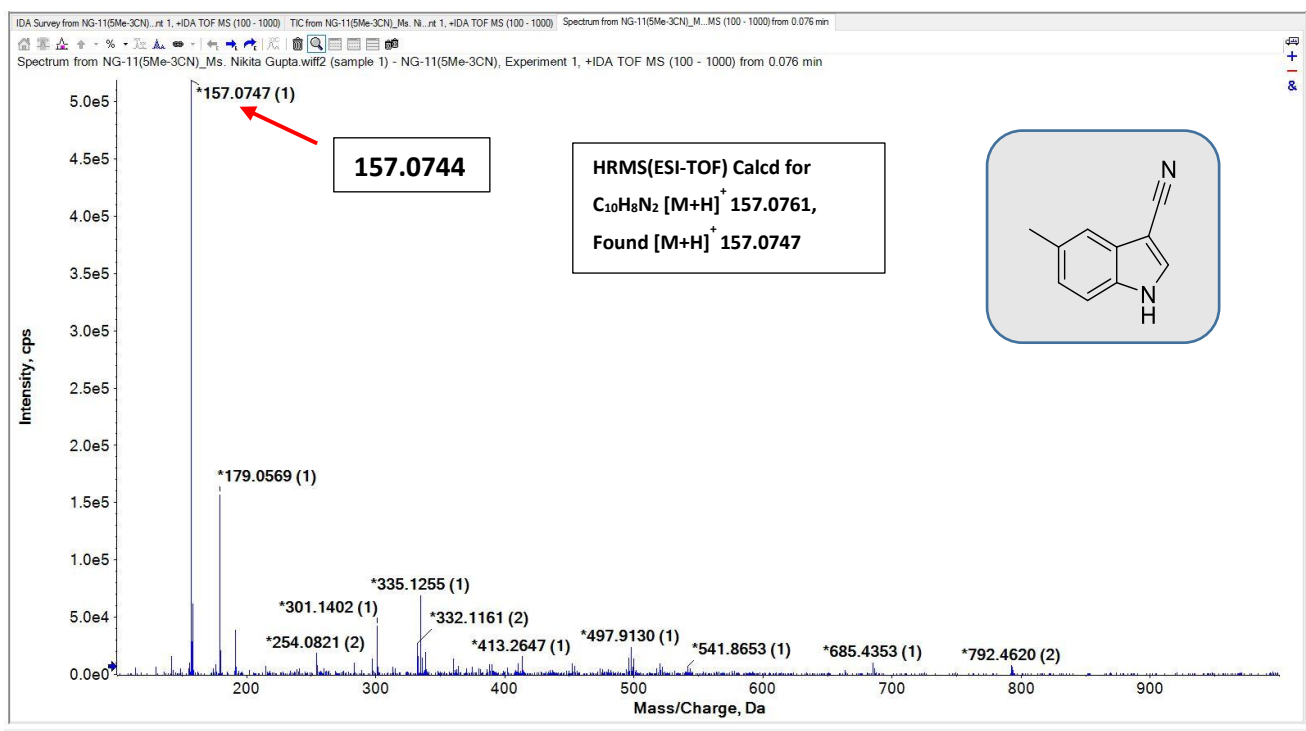 IDA Survey from NG-11(5Me-3CN)...nt 1, +IDA TOF MS (100 - 1000) TIC from NG-11(5Me-3CN)_Ms. Ni...nt 1, +IDA TOF MS (100 - 1000) Spectrum from NG-11(5Me-3CN)_M...MS (100 - 1000) from 0.076 min
Spectrum from NG-11(5Me-3CN)_Ms. Nikita Gupta.wiff2 (sample 1) - NG-11(5Me-3CN), Experiment 1, +IDA TOF MS (100 - 1000) from 0.076 min
*157.0747 (1)
157.0744
HRMS(ESI-TOF) Calcd for
C₁₀H₈N₂ [M+H]⁺ 157.0761,
Found [M+H]⁺ 157.0747
N
N
H
5.0e5
4.5e5
4.0e5
3.5e5
3.0e5
2.5e5
2.0e5
1.5e5
1.0e5
5.0e4
0.0e0
Intensity, cps
*179.0569 (1)
*335.1255 (1)
*301.1402 (1)
*332.1161 (2)
*254.0821 (2)
*413.2647 (1)
*497.9130 (1)
*541.8653 (1)
*685.4353 (1)
*792.4620 (2)
200 300 400 500 600 700 800 900
Mass/Charge, Da